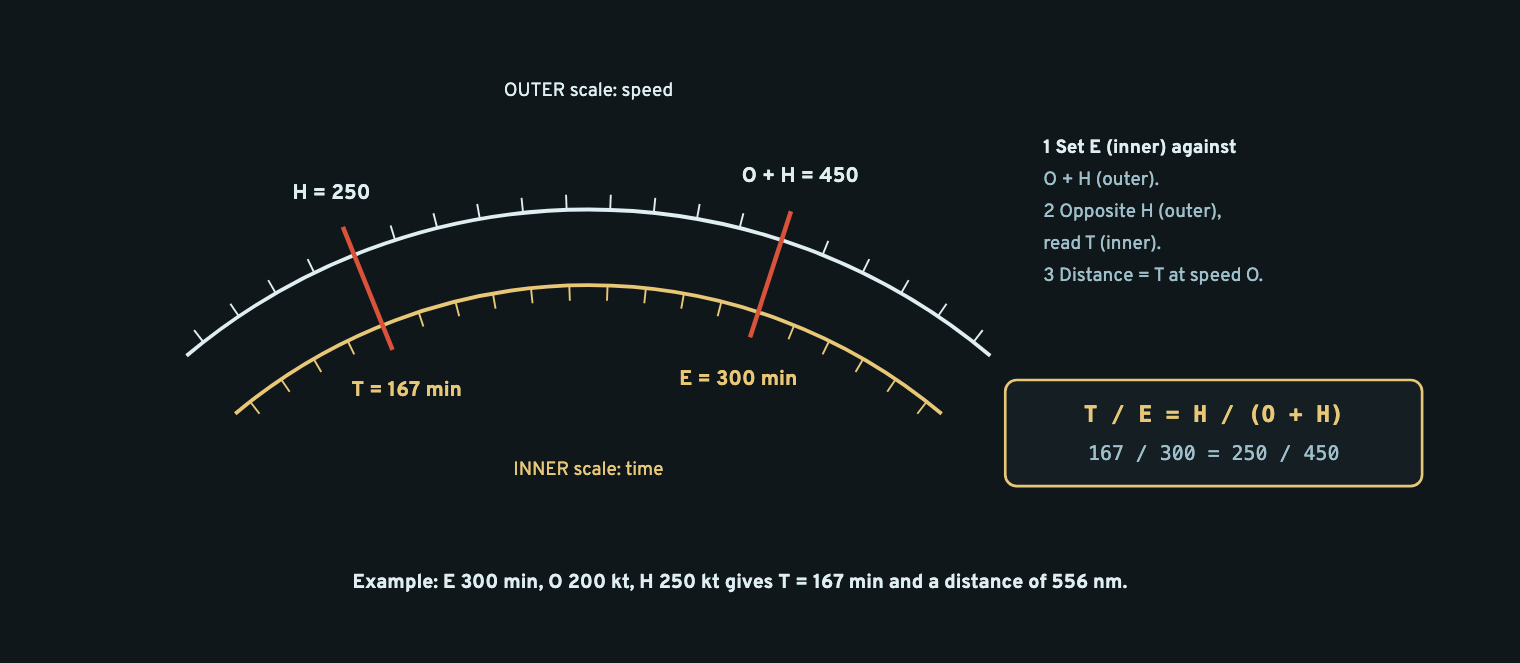 OUTER scale: speed
H = 250
O + H = 450
T = 167 min
E = 300 min
INNER scale: time
1 Set E (inner) against
O + H (outer).
2 Opposite H (outer),
read T (inner).
3 Distance = T at speed O.
T / E = H / (O + H)
167 / 300 = 250 / 450
Example: E 300 min, O 200 kt, H 250 kt gives T = 167 min and a distance of 556 nm.